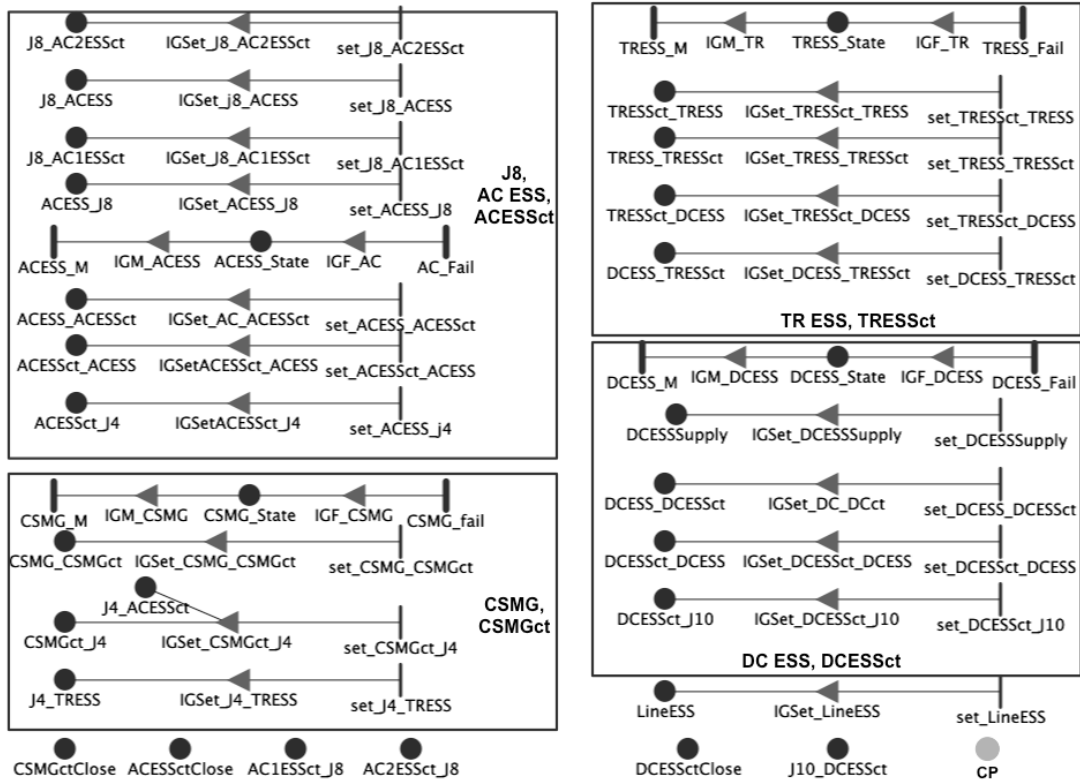 J8_AC2ESSct IGSet_J8_AC2ESSct set_J8_AC2ESSct
J8_ACESS IGSet_j8_ACESS set_J8_ACESS
J8_AC1ESSct IGSet_J8_AC1ESSct set_J8_AC1ESSct
ACESS_J8 IGSet_ACESS_J8 set_ACESS_J8
J8,
AC ESS,
ACESSct
ACESS_M IGM_ACESS ACESS_State IGF_AC AC_Fail
ACESS_ACESSct IGSet_AC_ACESSct set_ACESS_ACESSct
ACESSct_ACESS IGSetACESSct_ACESS set_ACESSct_ACESS
ACESSct_J4 IGSetACESSct_J4 set_ACESS_j4
CSMG_M IGM_CSMG CSMG_State IGF_CSMG CSMG_fail
CSMG_CSMGct IGSet_CSMG_CSMGct set_CSMG_CSMGct
J4_ACESSct
CSMGct_J4 IGSet_CSMGct_J4 set_CSMGct_J4
CSMG,
CSMGct
J4_TRESS IGSet_J4_TRESS set_J4_TRESS
CSMGctClose ACESSctClose AC1ESSct_J8 AC2ESSct_J8
TRESS_M IGM_TR TRESS_State IGF_TR TRESS_Fail
TRESSct_TRESS IGSet_TRESSct_TRESS set_TRESSct_TRESS
TRESS_TRESSct IGSet_TRESS_TRESSct set_TRESS_TRESSct
TRESSct_DCESS IGSet_TRESSct_DCESS set_TRESSct_DCESS
DCESS_TRESSct IGSet_DCESS_TRESSct set_DCESS_TRESSct
TR ESS, TRESSct
DCESS_M IGM_DCESS DCESS_State IGF_DCESS DCESS_Fail
DCESSSupply IGSet_DCESSSupply set_DCESSSupply
DCESS_DCESSct IGSet_DC_DCct set_DCESS_DCESSct
DCESSct_DCESS IGSet_DCESSct_DCESS set_DCESSct_DCESS
DCESSct_J10 IGSet_DCESSct_J10 set_DCESSct_J10
DC ESS, DCESSct
LineESS IGSet_LineESS set_LineESS
DCESSctClose J10_DCESSct CP